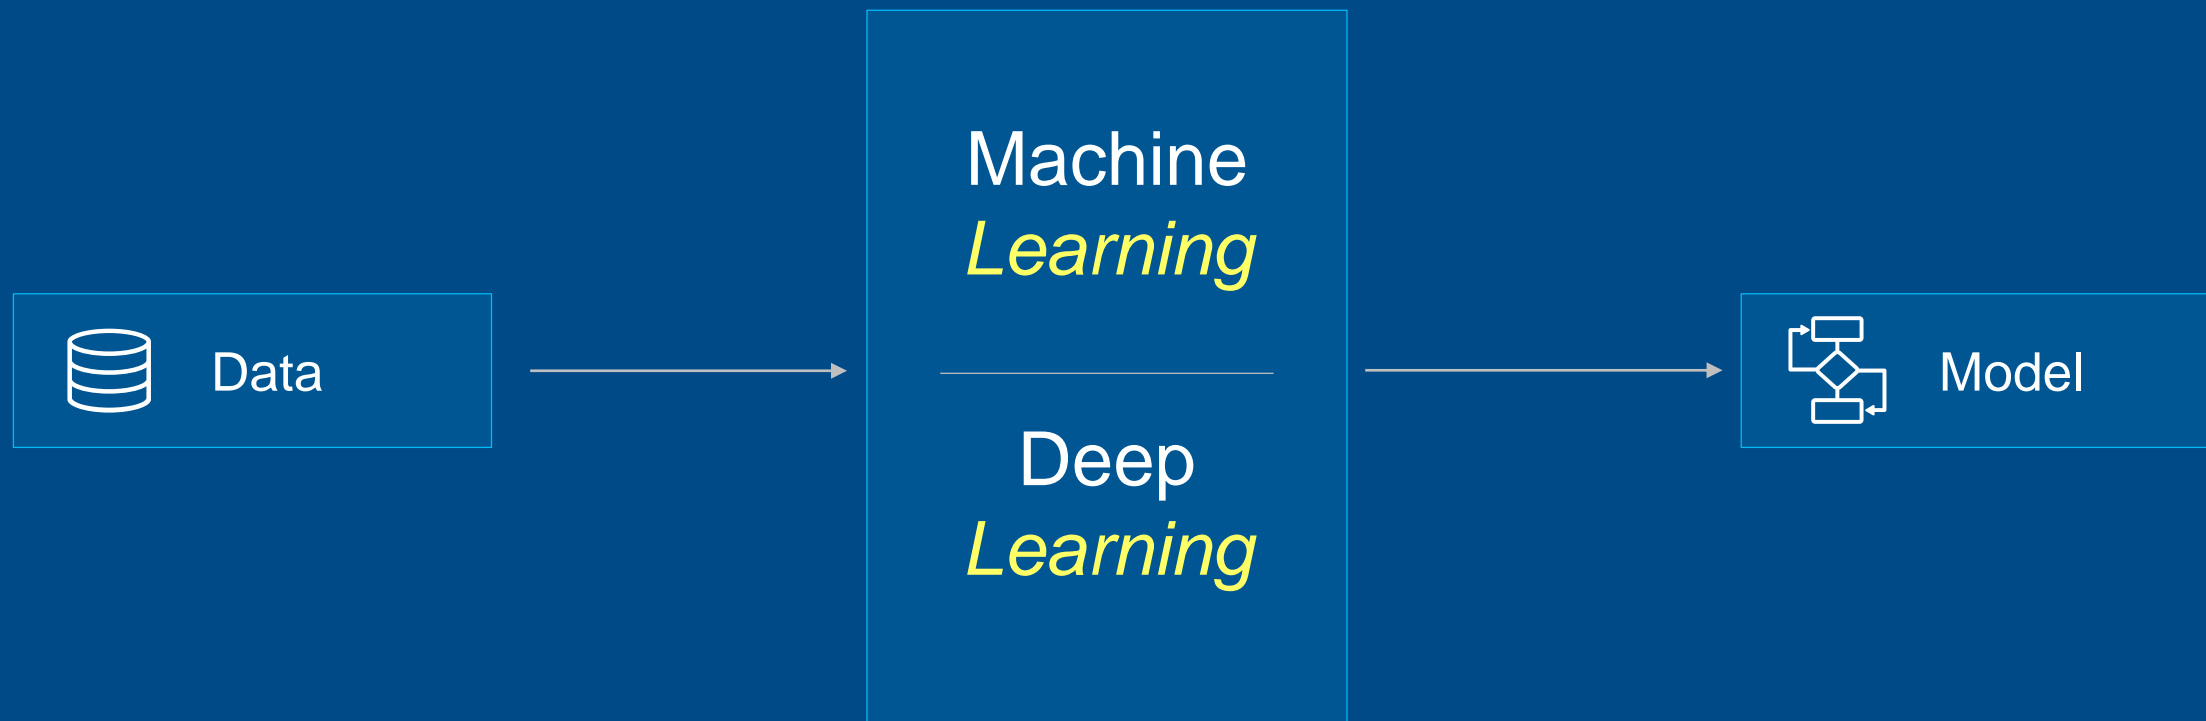 Data
Machine
Learning
Deep
Learning
Model